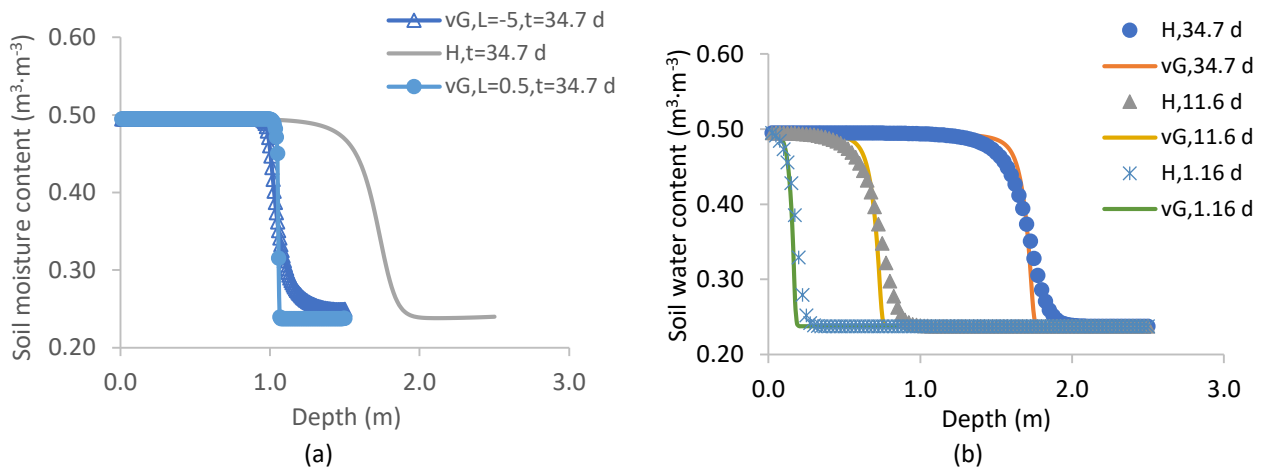 vG,L=-5,t=34.7 d
H,t=34.7 d
vG,L=0.5,t=34.7 d
Soil moisture content (m³·m⁻³)
0.60
0.50
0.40
0.30
0.20
0.0 1.0 2.0 3.0
Depth (m)
(a)
H,34.7 d
vG,34.7 d
H,11.6 d
vG,11.6 d
H,1.16 d
vG,1.16 d
Soil water content (m³·m⁻³)
0.60
0.50
0.40
0.30
0.20
0.0 1.0 2.0 3.0
Depth (m)
(b)